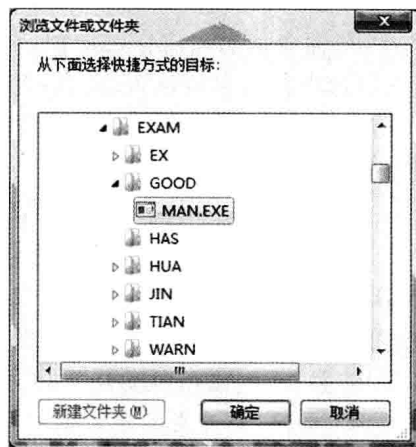 浏览文件或文件夹
从下面选择快捷方式的目标:
EXAM
EX
GOOD
MAN.EXE
HAS
HUA
JIN
TIAN
WARN
新建文件夹(M) 确定 取消